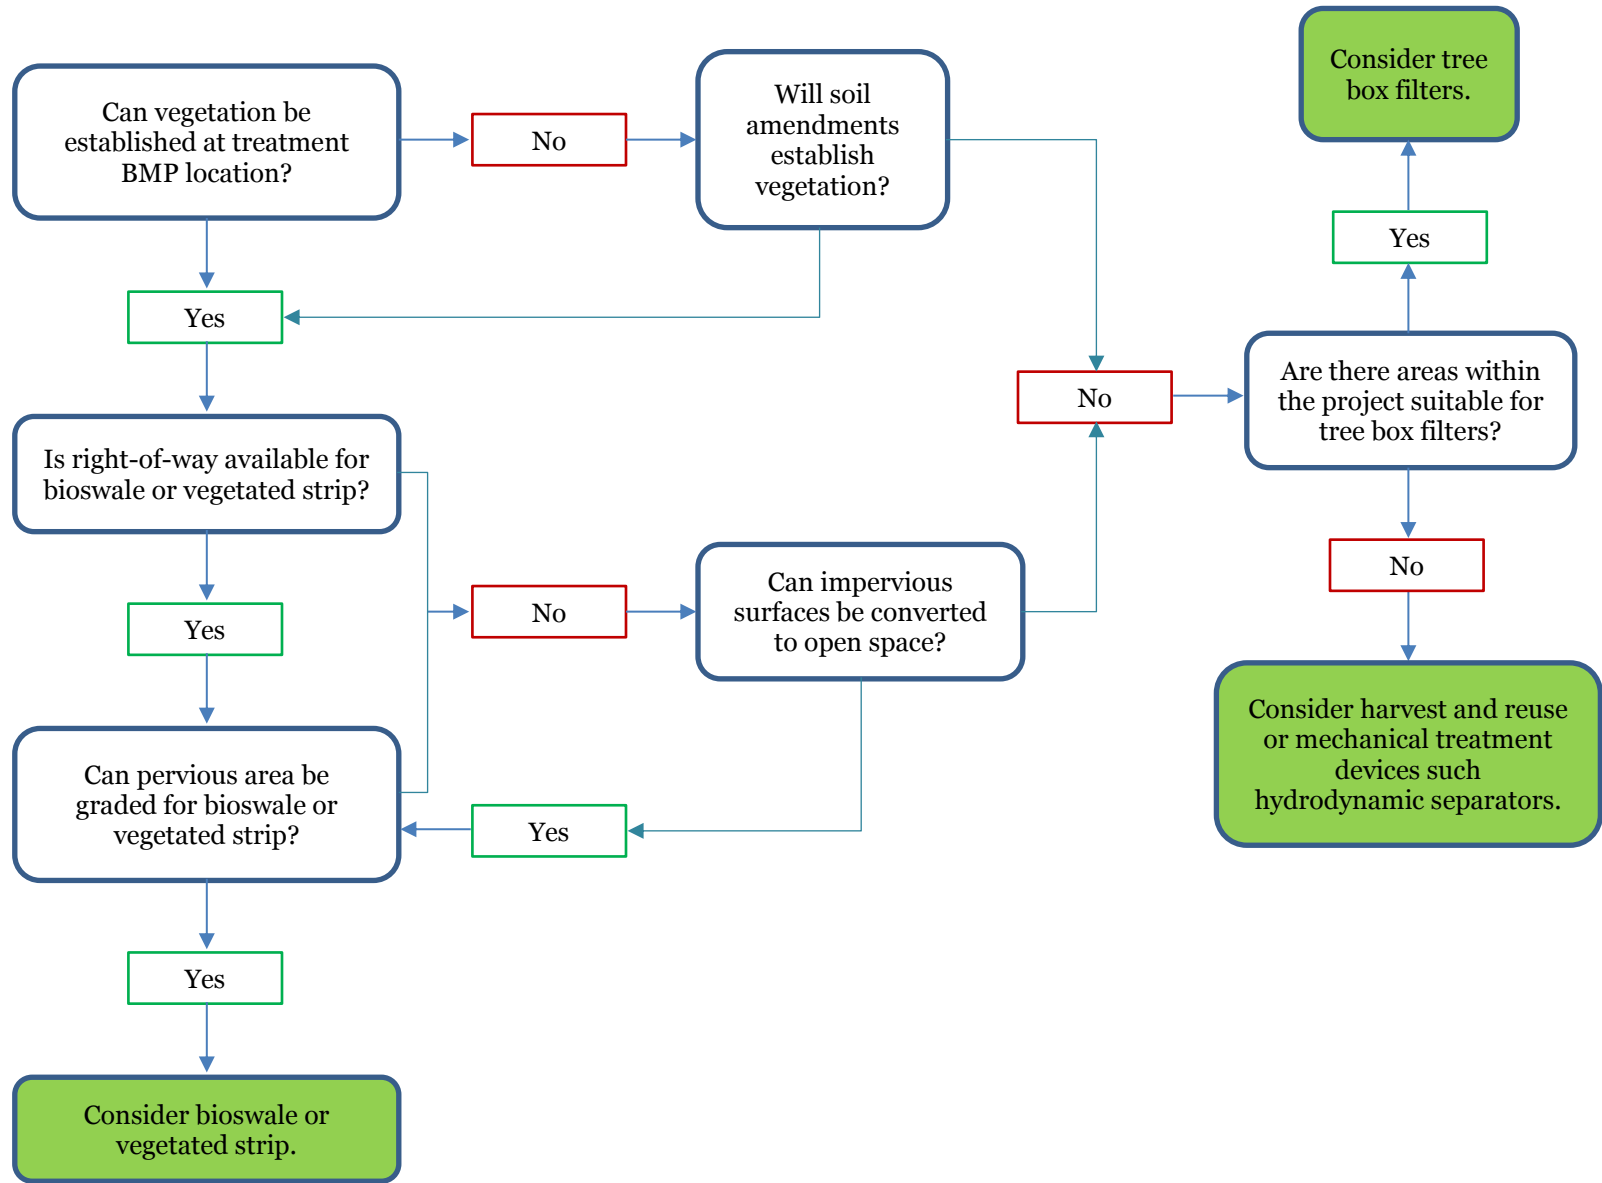 Can vegetation be
established at treatment
BMP location?
No
Will soil
amendments
establish
vegetation?
Consider tree
box filters.
Yes
Yes
Are there areas within
the project suitable for
tree box filters?
No
Is right-of-way available for
bioswale or vegetated strip?
No
Can impervious
surfaces be converted
to open space?
No
Yes
Consider harvest and reuse
or mechanical treatment
devices such
hydrodynamic separators.
Can pervious area be
graded for bioswale or
vegetated strip?
Yes
Yes
Consider bioswale or
vegetated strip.